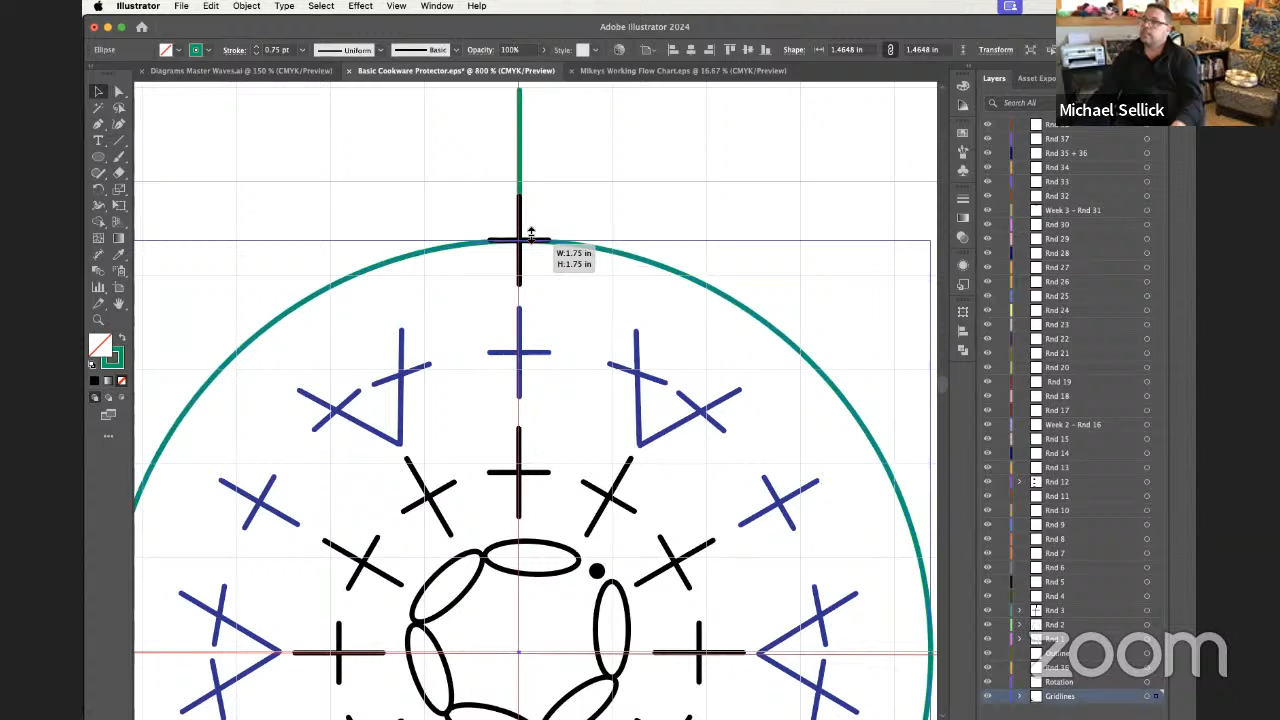 Illustrator File Edit Object Type Select Effect View Window Help
Adobe Illustrator 2024
Ellipse Stroke: 0.75 pt Uniform Basic Opacity: 100% Style: Shape: 1.4648 in 1.4648 in Transform
× Diagrams Master Waves.ai @ 150 % (CMYK/Preview) × Basic Cookware Protector.eps* @ 800 % (CMYK/Preview) × Mikeys Working Flow Chart.eps @ 16.67 % (CMYK/Preview)
Layers Asset Expo
Search All
Michael Sellick
Rnd 37
Rnd 35 + 36
Rnd 34
Rnd 33
Rnd 32
Week 3 - Rnd 31
Rnd 30
Rnd 29
Rnd 28
Rnd 27
Rnd 26
Rnd 25
Rnd 24
Rnd 23
Rnd 22
Rnd 21
Rnd 20
Rnd 19
Rnd 18
Rnd 17
Week 2 - Rnd 16
Rnd 15
Rnd 14
Rnd 13
Rnd 12
Rnd 11
Rnd 10
Rnd 9
Rnd 8
Rnd 7
Rnd 6
Rnd 5
Rnd 4
Rnd 3
Rnd 2
Rnd 1
Outline
Rotation
Gridlines
W:1.75 in
H:1.75 in
zoom